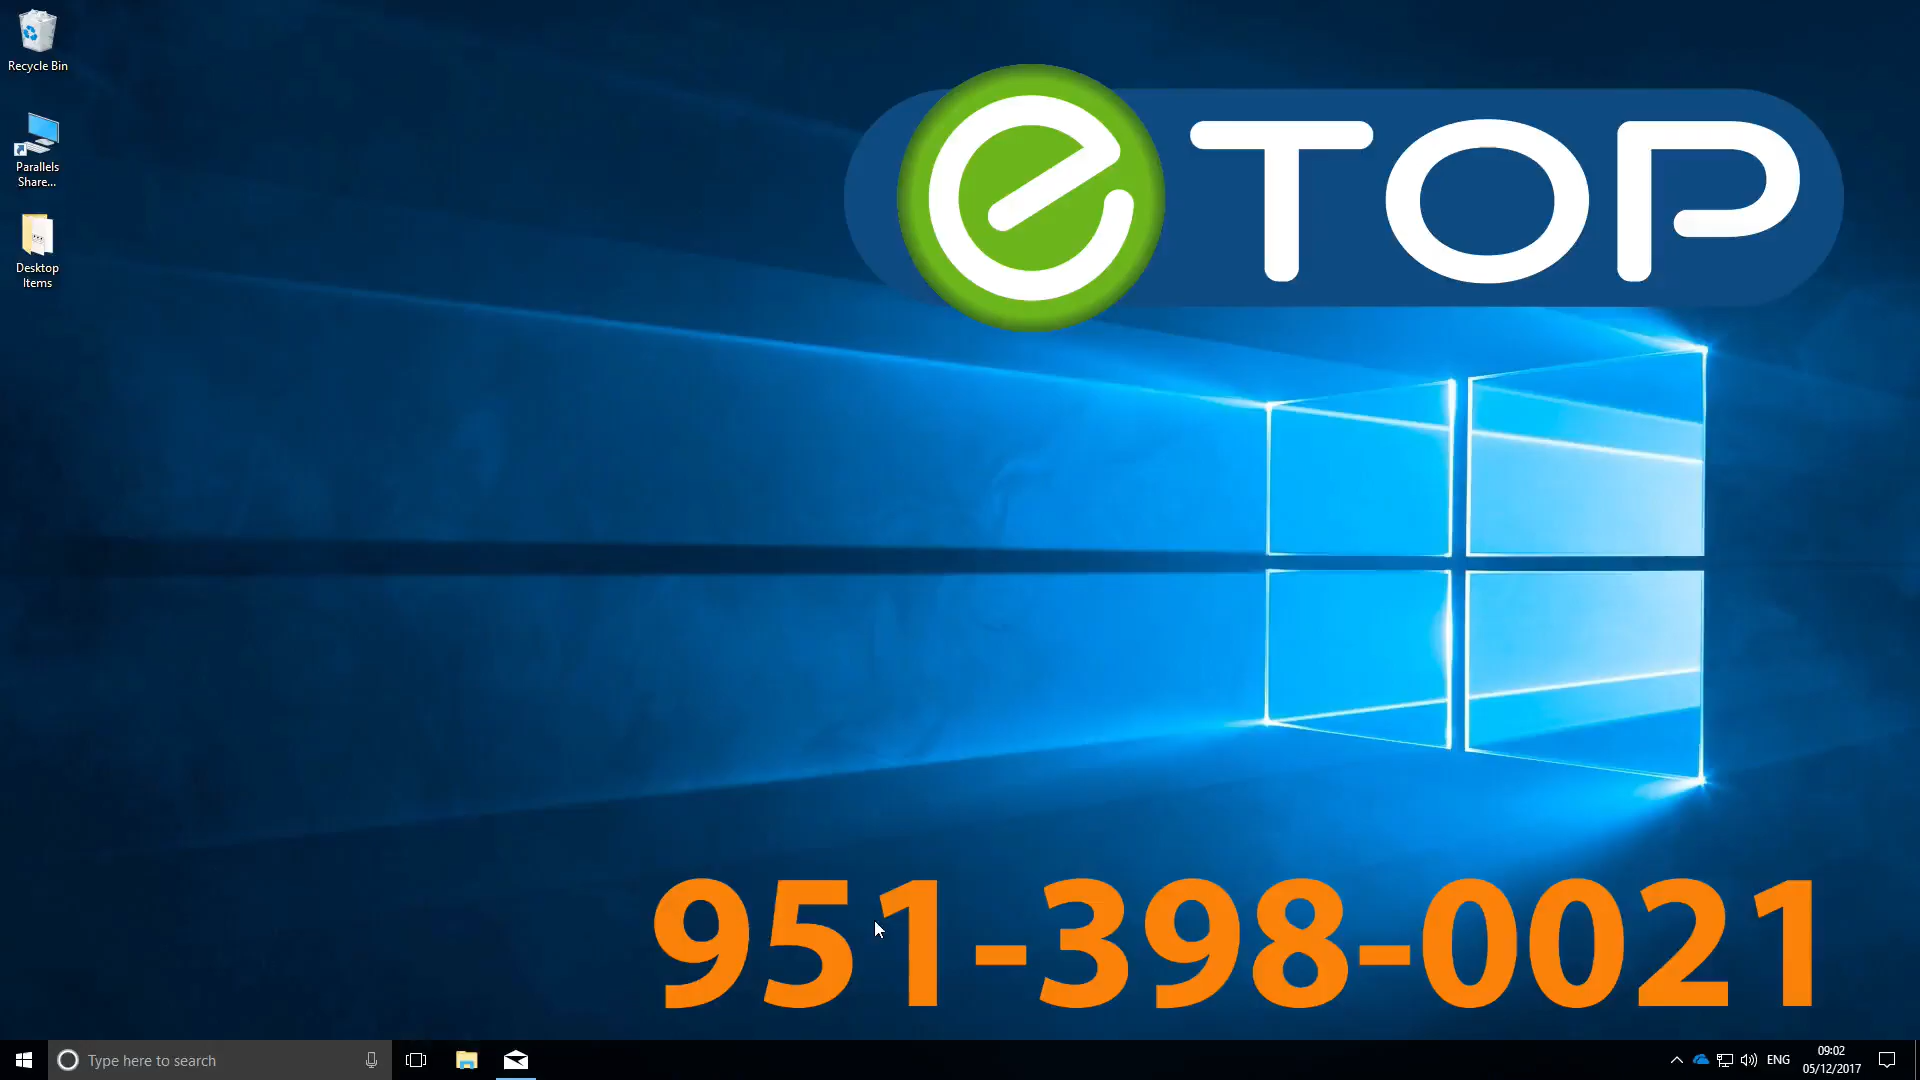 Recycle Bin
Parallels
Share...
Desktop
Items
eTOP
951-398-0021
Type here to search
ENG
09:02
05/12/2017